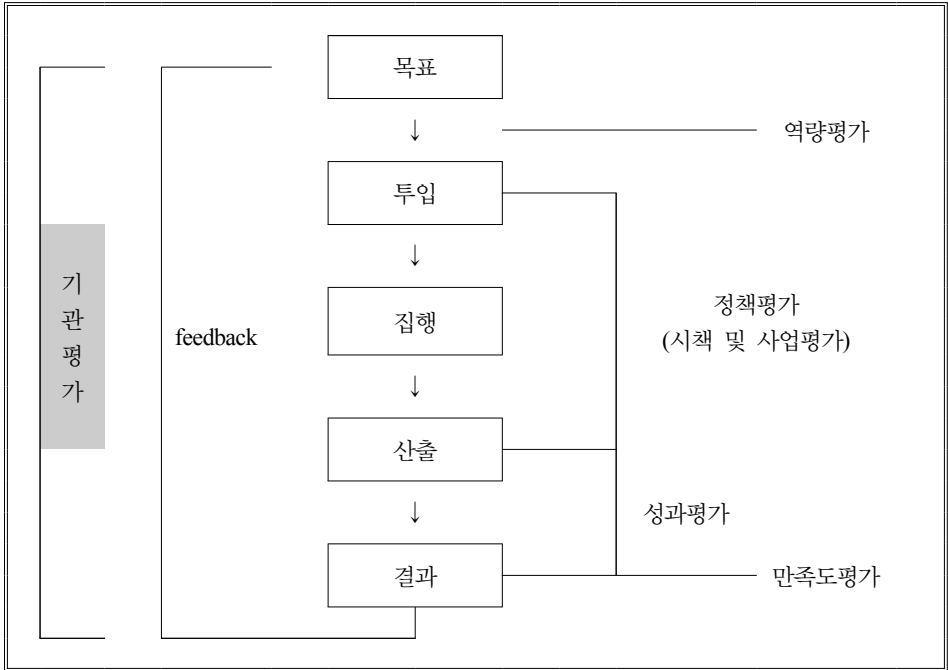 목표
↓
역량평가
↓
투입
↓
기
관
평
가
feedback
집행
정책평가
(시책 및 사업평가)
↓
산출
↓
성과평가
결과
만족도평가